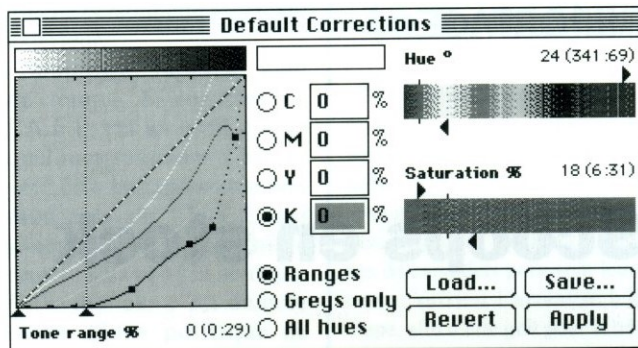 Default Corrections
Hue º 24 (341:69)
C 0 %
M 0 %
Y 0 %
Saturation % 18 (6:31)
K 0 %
Ranges
Greys only
All hues
Load... Save...
Revert Apply
Tone range % 0 (0:29)